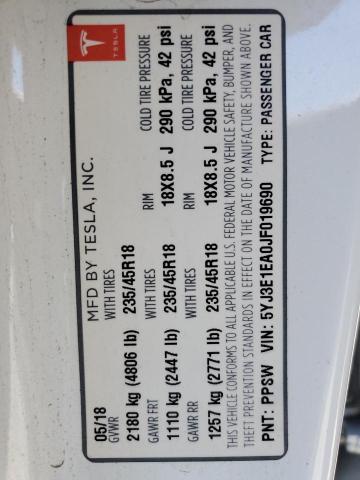 TESLA
MFD BY TESLA, INC.
05/18
GVWR WITH TIRES RIM COLD TIRE PRESSURE
2180 kg (4806 lb) 235/45R18 18X8.5 J 290 kPa, 42 psi
GAWR FRT WITH TIRES RIM COLD TIRE PRESSURE
1110 kg (2447 lb) 235/45R18 18X8.5 J 290 kPa, 42 psi
GAWR RR
1257 kg (2771 lb) 235/45R18
THIS VEHICLE CONFORMS TO ALL APPLICABLE U.S. FEDERAL MOTOR VEHICLE SAFETY, BUMPER, AND
THEFT PREVENTION STANDARDS IN EFFECT ON THE DATE OF MANUFACTURE SHOWN ABOVE.
PNT: PPSW VIN: 5YJ3E1EA0JF019690 TYPE: PASSENGER CAR